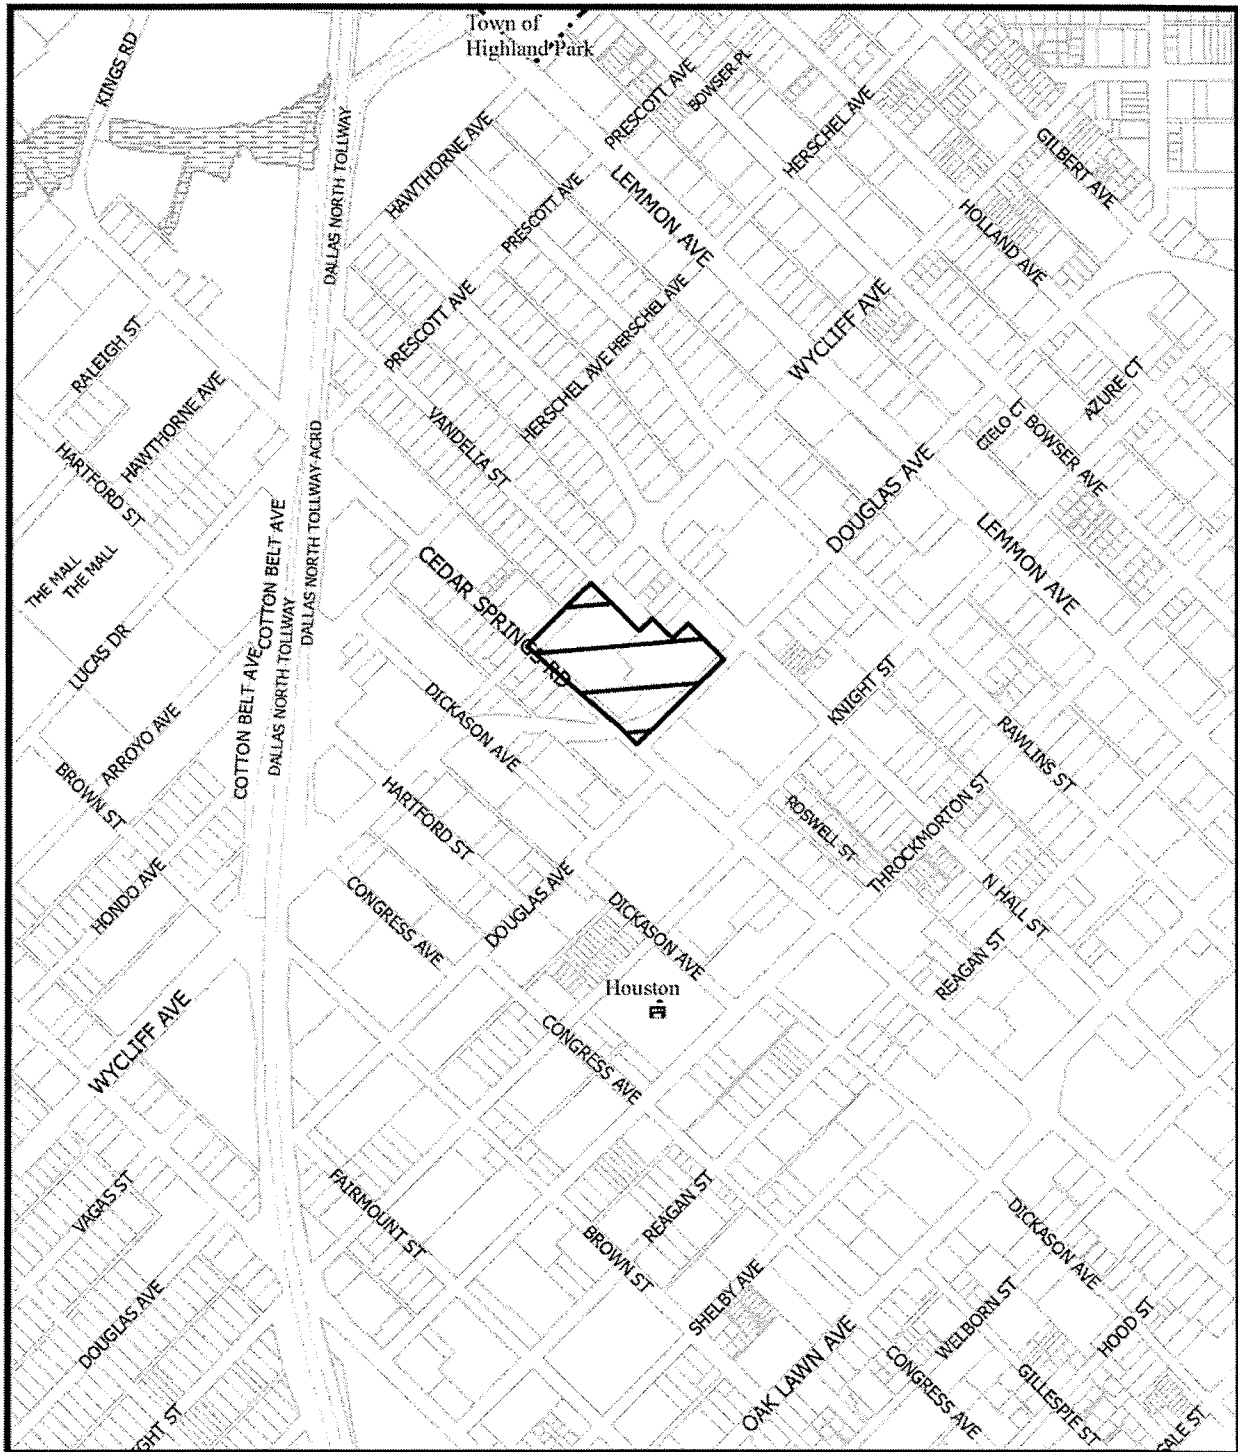 Town of
Highland Park
KINGS RD
PRESCOTT AVE
BOWSER PL
HERSCHEL AVE
HAWTHORNE AVE
DALLAS NORTH TOLLWAY
GILBERT AVE
LEMMON AVE
PRESCOTT AVE
HOLLAND AVE
HERSCHEL AVE
WYCLIFF AVE
PRESCOTT AVE
RALEIGH ST
HERSCHEL AVE
HAWTHORNE AVE
AZURE CT
VANDELIA ST
CIELO
BOWSER AVE
HARTFORD ST
DALLAS NORTH TOLLWAY-ACRD
DOUGLAS AVE
COTTON BELT AVE
LEMMON AVE
THE MALL
THE MALL
CEDAR SPRINGS RD
LUCAS DR
COTTON BELT AVE
DALLAS NORTH TOLLWAY
KNIGHT ST
DICKASON AVE
ARROYO AVE
RAWLINS ST
BROWN ST
HARTFORD ST
ROSWELL ST
THROCKMORTON ST
HONDO AVE
CONGRESS AVE
DOUGLAS AVE
N HALL ST
DICKASON AVE
REAGAN ST
Houston
WYCLIFF AVE
CONGRESS AVE
VAGAS ST
FAIRMOUNT ST
REAGAN ST
BROWN ST
DICKASON AVE
SHELBY AVE
DOUGLAS AVE
WELBORN ST
HOOD ST
OAK LAWN AVE
CONGRESS AVE
GILLESPIE ST
GHT ST
SALE ST